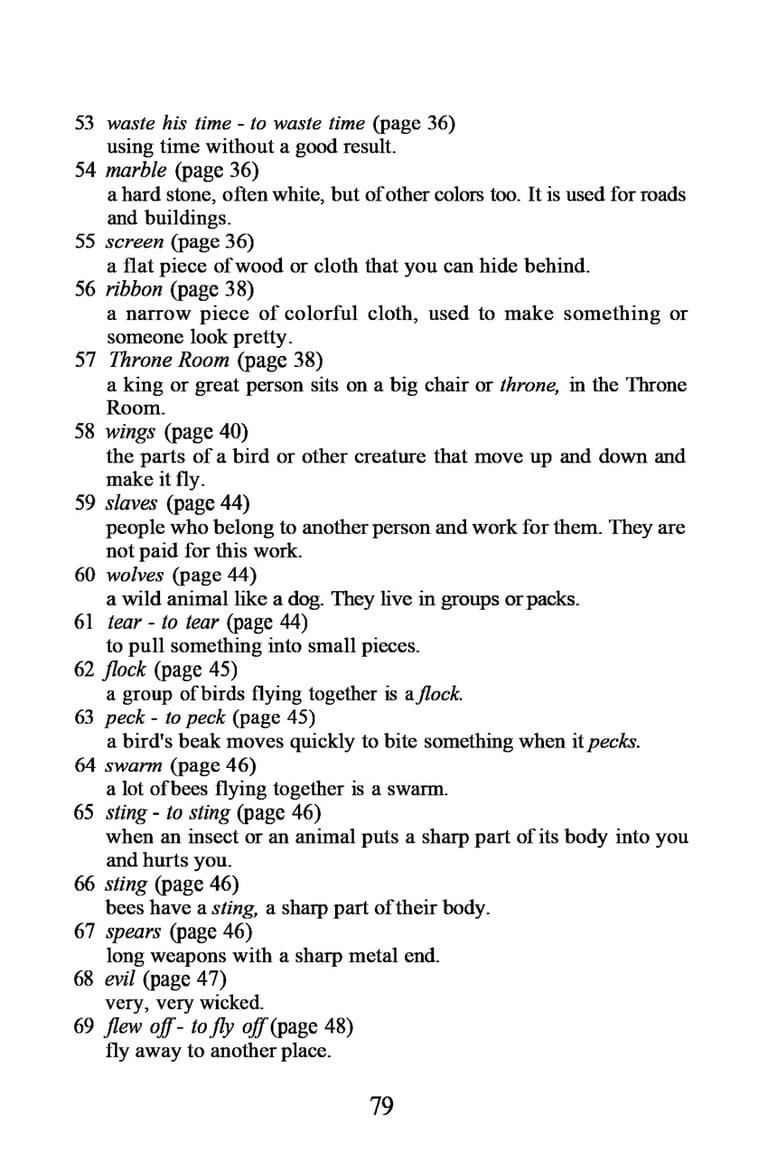 53 waste his time - to waste time (page 36)
using time without a good result.
54 marble (page 36)
a hard stone, often white, but of other colors too. It is used for roads
and buildings.
55 screen (page 36)
a flat piece of wood or cloth that you can hide behind.
56 ribbon (page 38)
a narrow piece of colorful cloth, used to make something or
someone look pretty.
57 Throne Room (page 38)
a king or great person sits on a big chair or throne, in the Throne
Room.
58 wings (page 40)
the parts of a bird or other creature that move up and down and
make it fly.
59 slaves (page 44)
people who belong to another person and work for them. They are
not paid for this work.
60 wolves (page 44)
a wild animal like a dog. They live in groups or packs.
61 tear - to tear (page 44)
to pull something into small pieces.
62 flock (page 45)
a group of birds flying together is a flock.
63 peck - to peck (page 45)
a bird's beak moves quickly to bite something when it pecks.
64 swarm (page 46)
a lot of bees flying together is a swarm.
65 sting - to sting (page 46)
when an insect or an animal puts a sharp part of its body into you
and hurts you.
66 sting (page 46)
bees have a sting, a sharp part of their body.
67 spears (page 46)
long weapons with a sharp metal end.
68 evil (page 47)
very, very wicked.
69 flew off - to fly off (page 48)
fly away to another place.
79